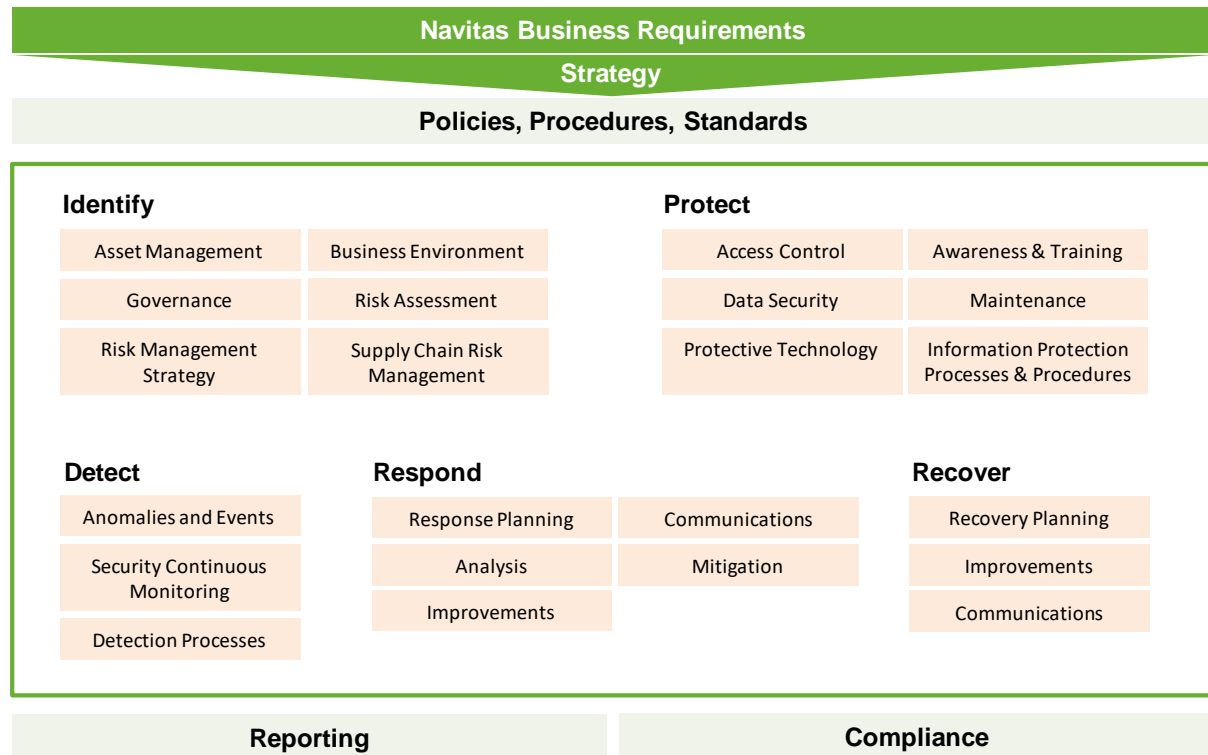 Navitas Business Requirements
Strategy
Policies, Procedures, Standards
Identify
Asset Management
Business Environment
Governance
Risk Assessment
Risk Management
Strategy
Supply Chain Risk
Management
Protect
Access Control
Awareness & Training
Data Security
Maintenance
Protective Technology
Information Protection
Processes & Procedures
Detect
Anomalies and Events
Security Continuous
Monitoring
Detection Processes
Respond
Response Planning
Communications
Analysis
Mitigation
Improvements
Recover
Recovery Planning
Improvements
Communications
Reporting
Compliance